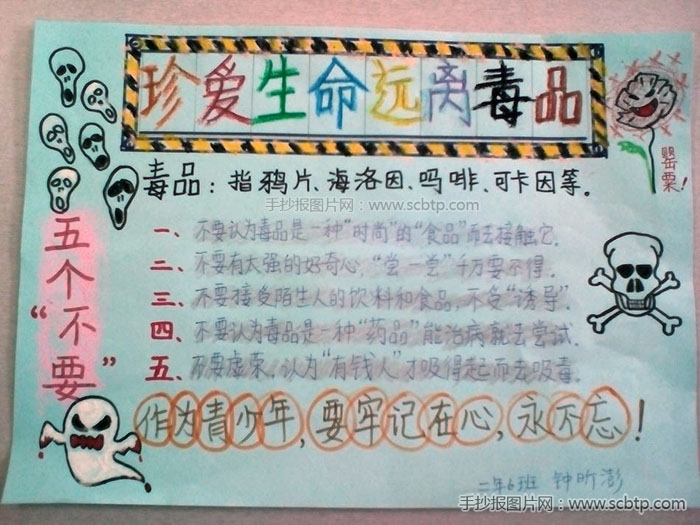 珍爱生命远离毒品
罂粟!
毒品：指鸦片、海洛因、吗啡、可卡因等。
手抄报图片网：www.scbtp.com
五个"不要"
一、不要认为毒品是一种"时尚"的"食品"而去接触它.
二、不要有太强的好奇心,"尝一尝"千万要不得.
三、不要接受陌生人的饮料和食品,不受"诱导".
四、不要认为毒品是一种"药品"能治病就去尝试.
五、不要虚荣,认为"有钱人"才吸得起而去吸毒.
作为青少年,要牢记在心,永不忘!
二年6班 钟昕澎
手抄报图片网：www.scbtp.com